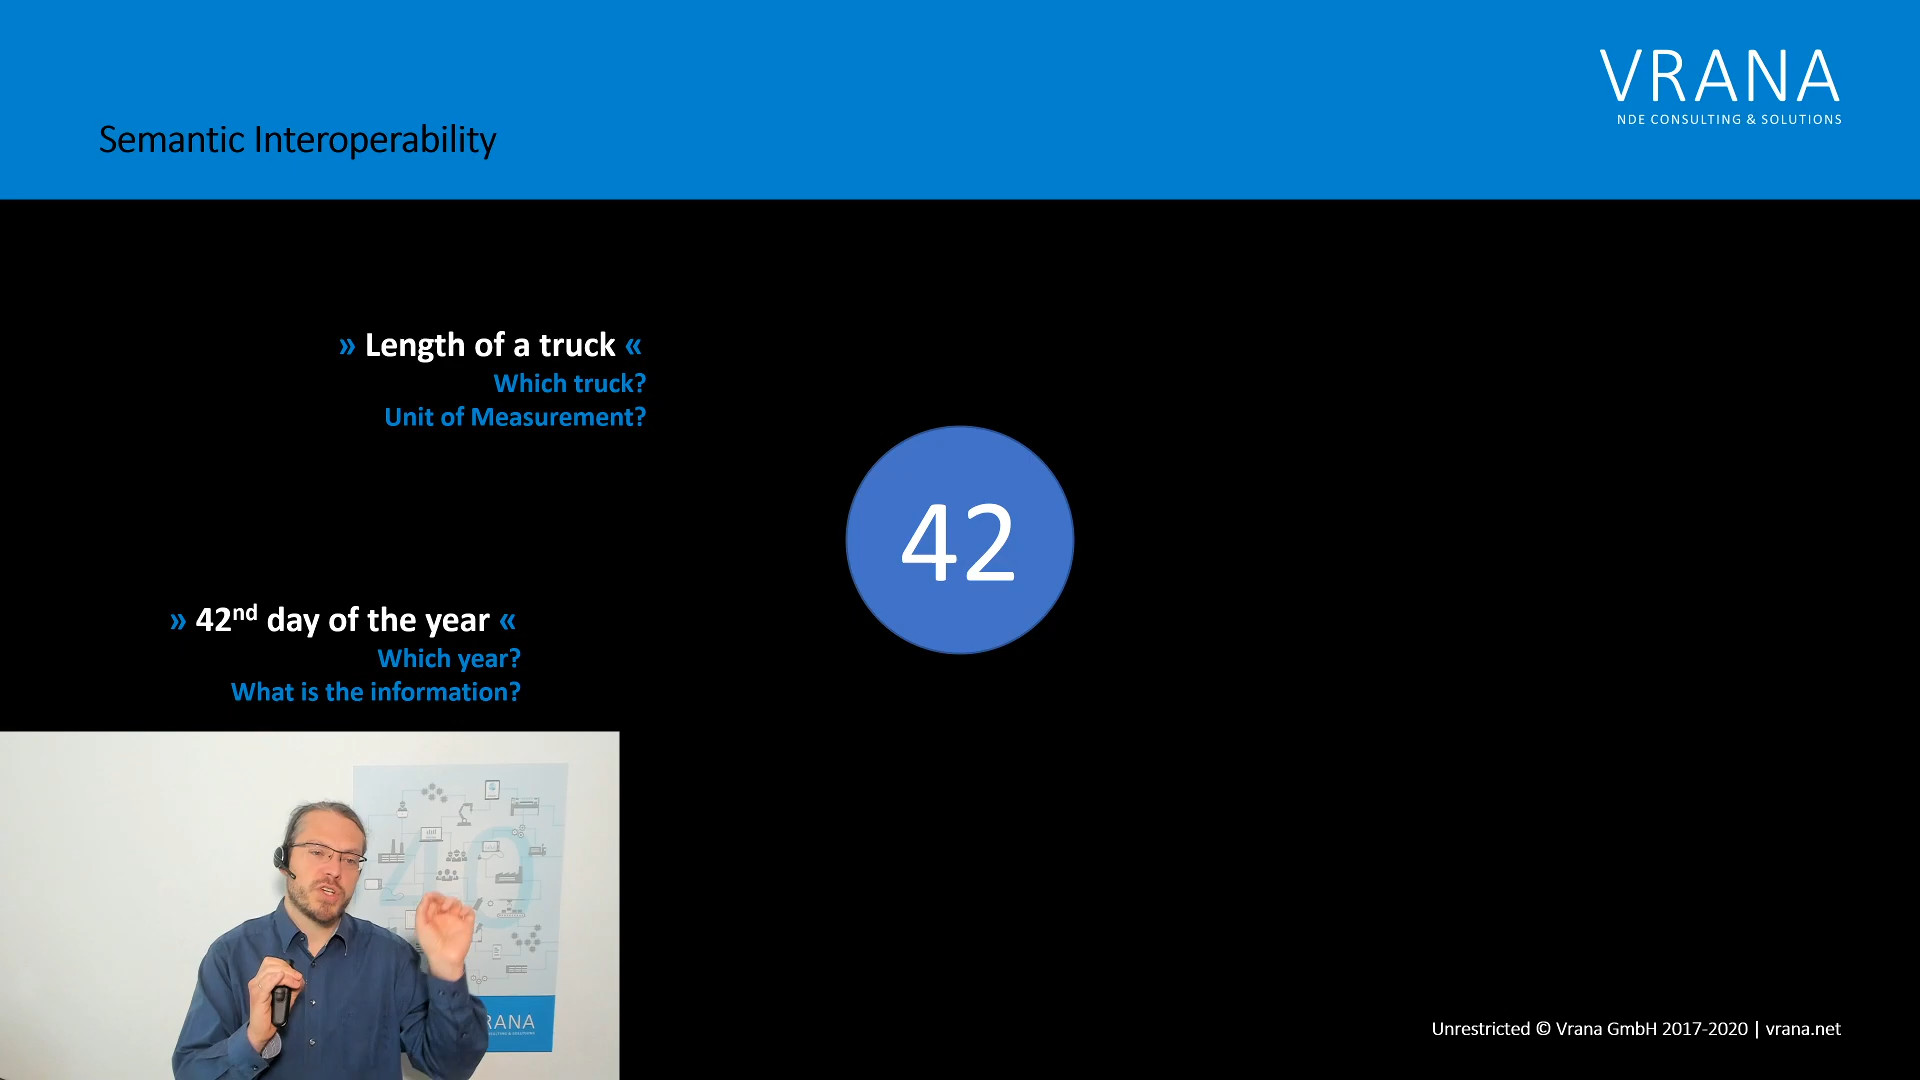 VRANA
NDE CONSULTING & SOLUTIONS
Semantic Interoperability
» Length of a truck «
Which truck?
Unit of Measurement?
42
» 42nd day of the year «
Which year?
What is the information?
40
RANA
Unrestricted © Vrana GmbH 2017-2020 | vrana.net